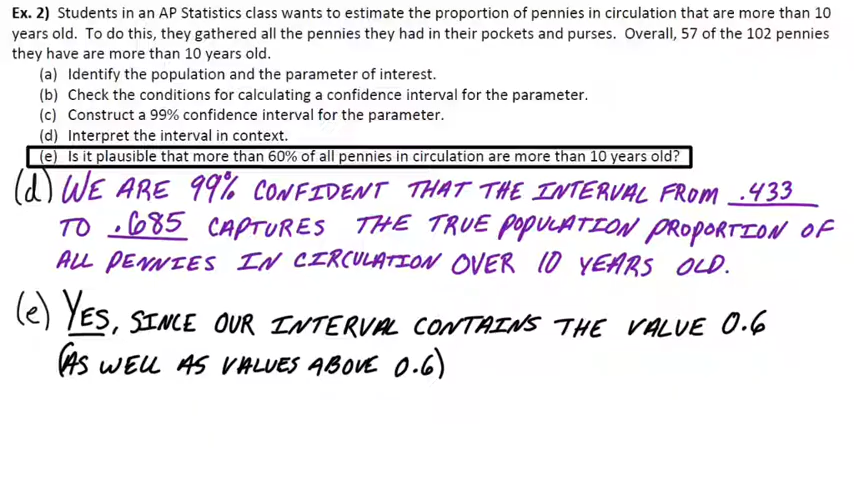 Ex. 2) Students in an AP Statistics class wants to estimate the proportion of pennies in circulation that are more than 10
years old. To do this, they gathered all the pennies they had in their pockets and purses. Overall, 57 of the 102 pennies
they have are more than 10 years old.
(a) Identify the population and the parameter of interest.
(b) Check the conditions for calculating a confidence interval for the parameter.
(c) Construct a 99% confidence interval for the parameter.
(d) Interpret the interval in context.
(e) Is it plausible that more than 60% of all pennies in circulation are more than 10 years old?
(d) WE ARE 99% CONFIDENT THAT THE INTERVAL FROM .433
TO .685 CAPTURES THE TRUE POPULATION PROPORTION OF
ALL PENNIES IN CIRCULATION OVER 10 YEARS OLD.
(e) YES, SINCE OUR INTERVAL CONTAINS THE VALUE 0.6
(AS WELL AS VALUES ABOVE 0.6)